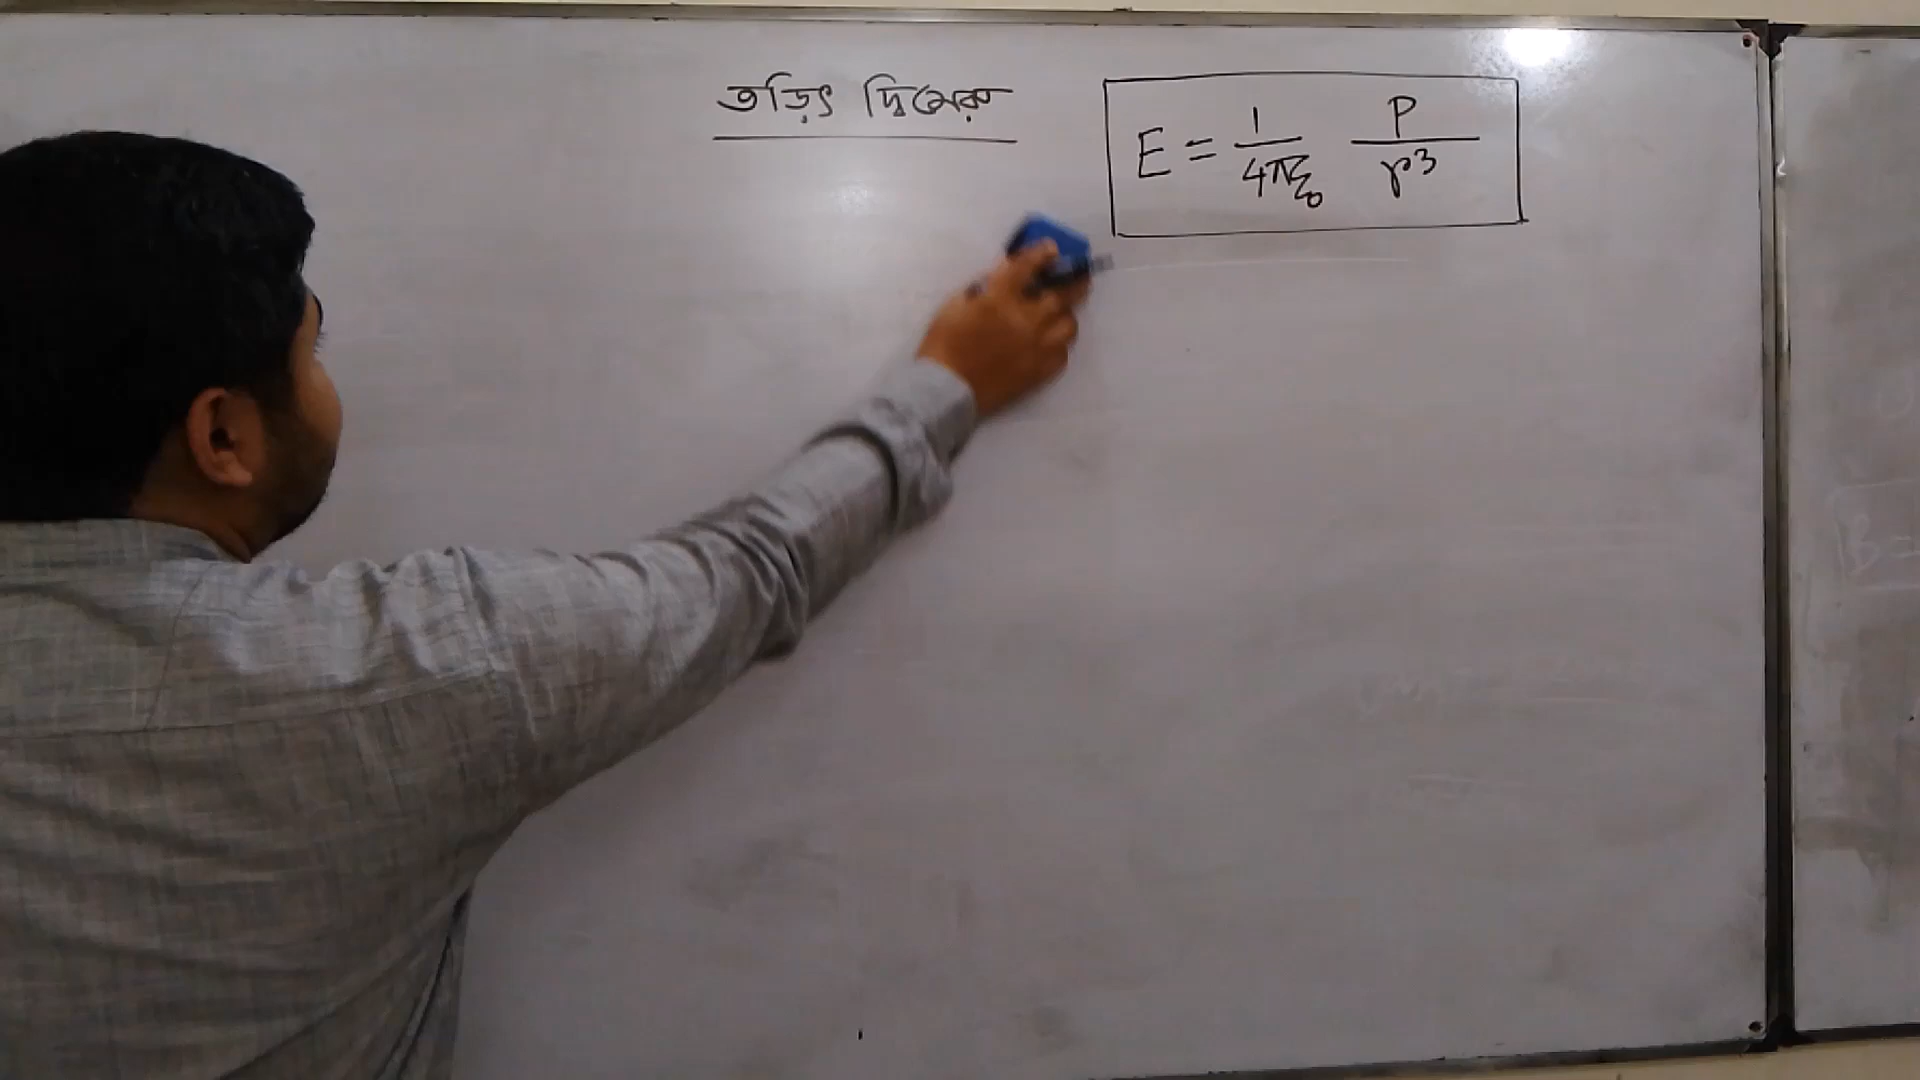 তড়িৎ দ্বিমেরু
E = 1/4πε₀ P/r³
B =